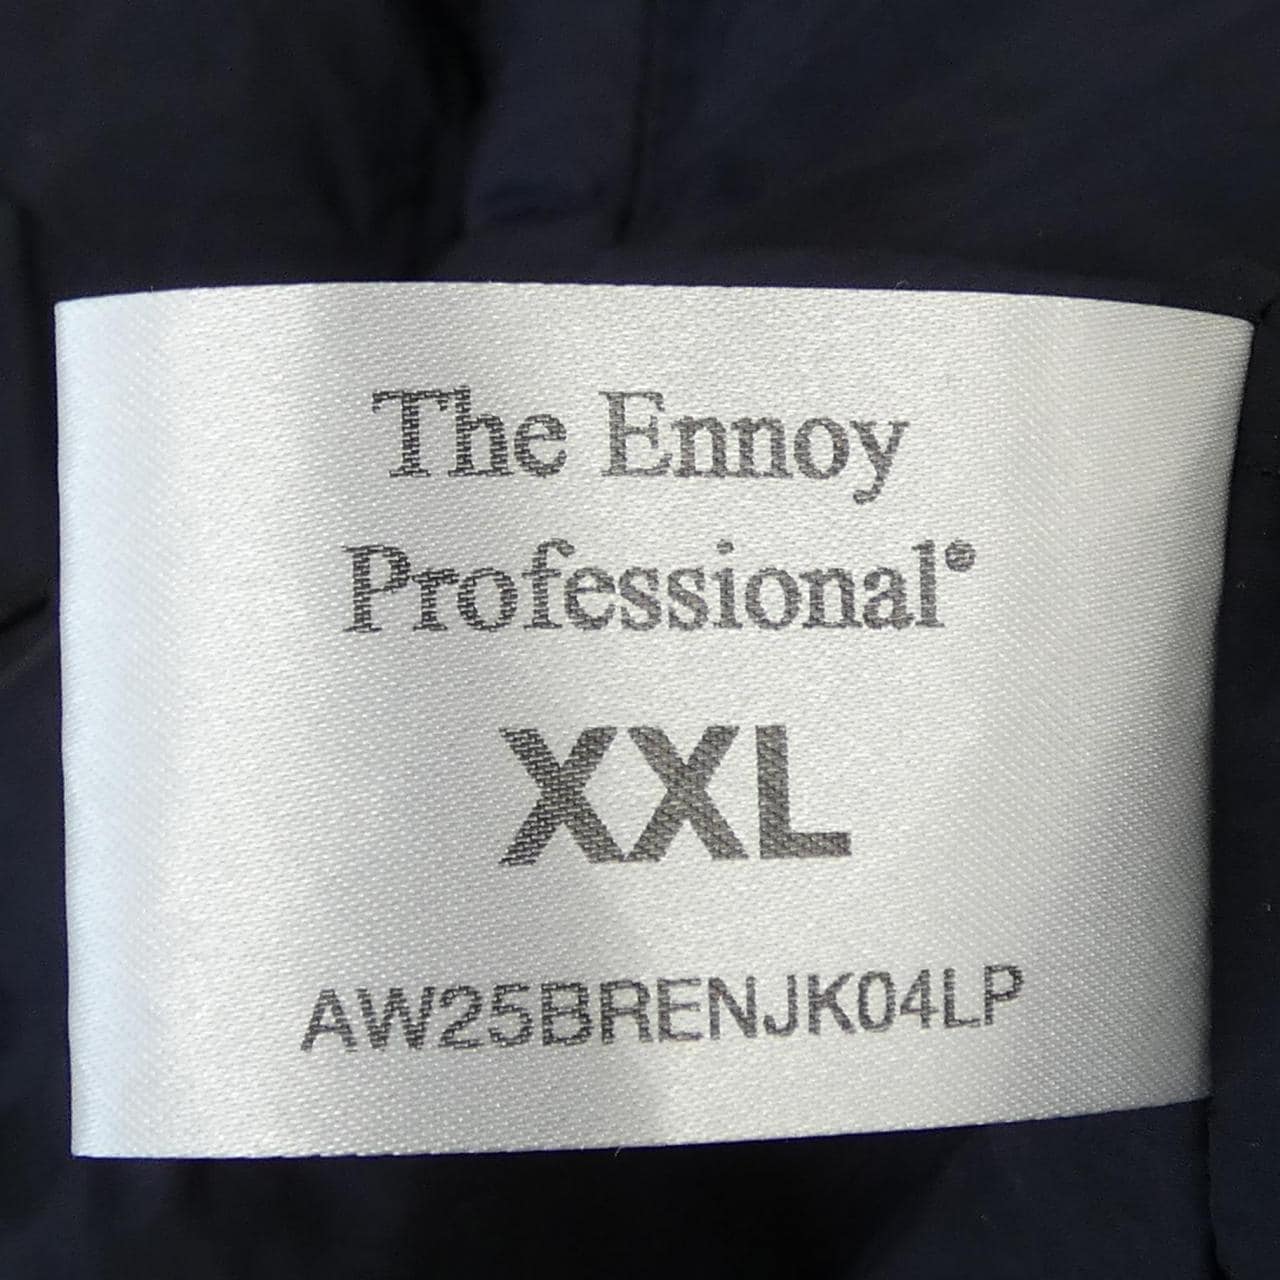 The Ennoy
Professional®
XXL
AW25BRENJK04LP